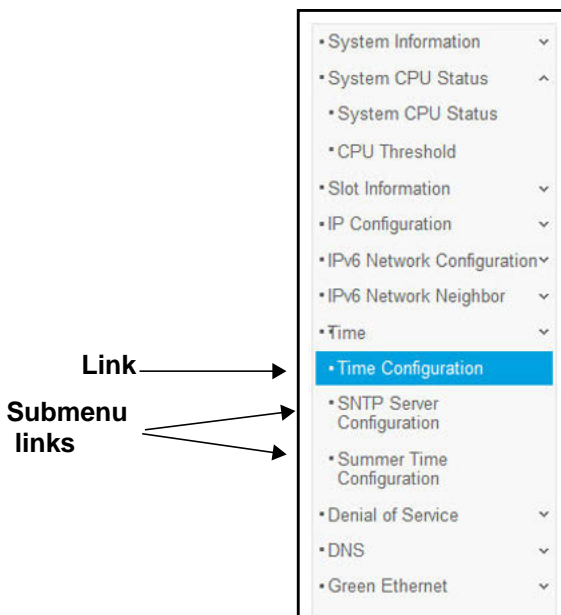 • System Information
• System CPU Status
• System CPU Status
• CPU Threshold
• Slot Information
• IP Configuration
• IPv6 Network Configuration
• IPv6 Network Neighbor
• Time
Link
• Time Configuration
Submenu
links
• SNTP Server
Configuration
• Summer Time
Configuration
• Denial of Service
• DNS
• Green Ethernet